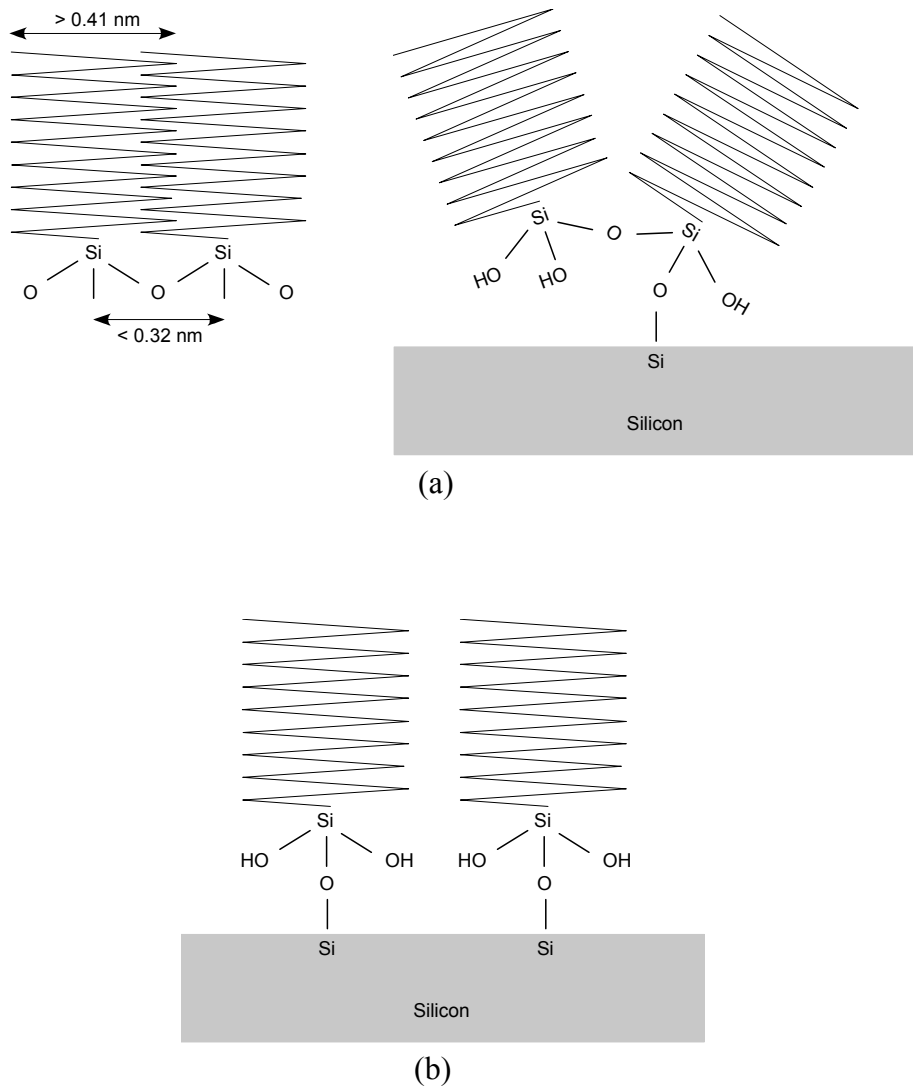 > 0.41 nm
Si Si
O O O
< 0.32 nm
Si O Si
HO HO O OH
Si
Silicon
(a)
Si Si
HO OH HO OH
O O
Si Si
Silicon
(b)